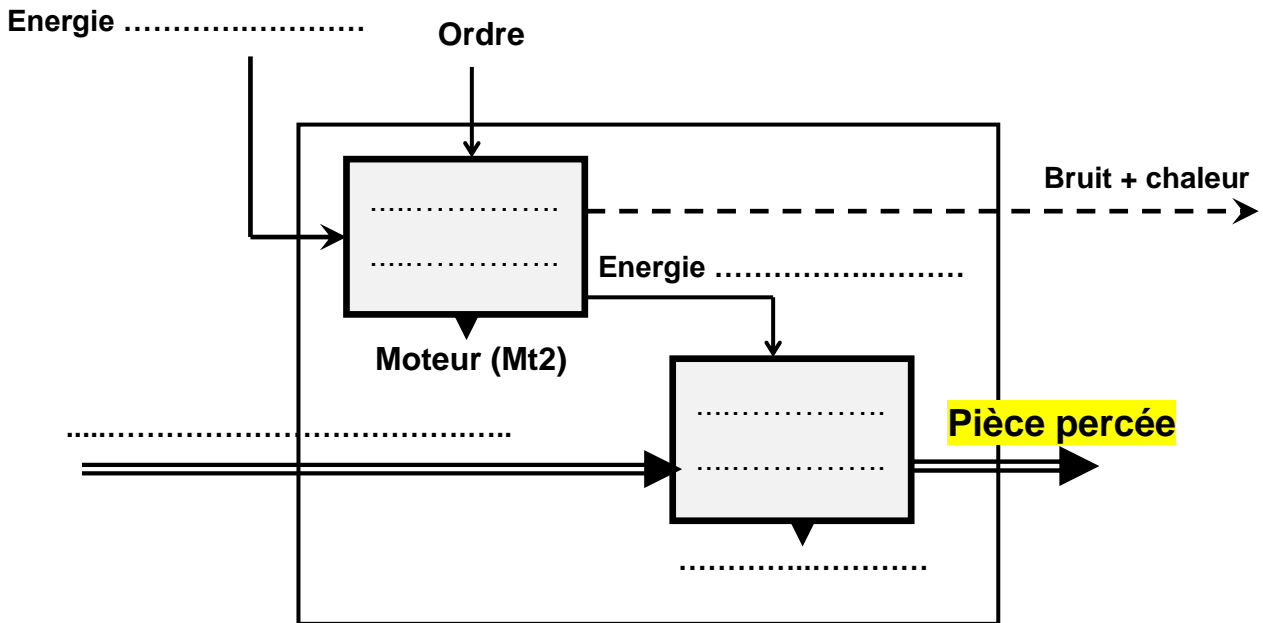 Energie ………….…………
Ordre
Bruit + chaleur
…..……………
…..……………
Energie ……………..………
Moteur (Mt2)
…..……………
…..……………
Pièce percée
.....…………………………………..
…………...…………